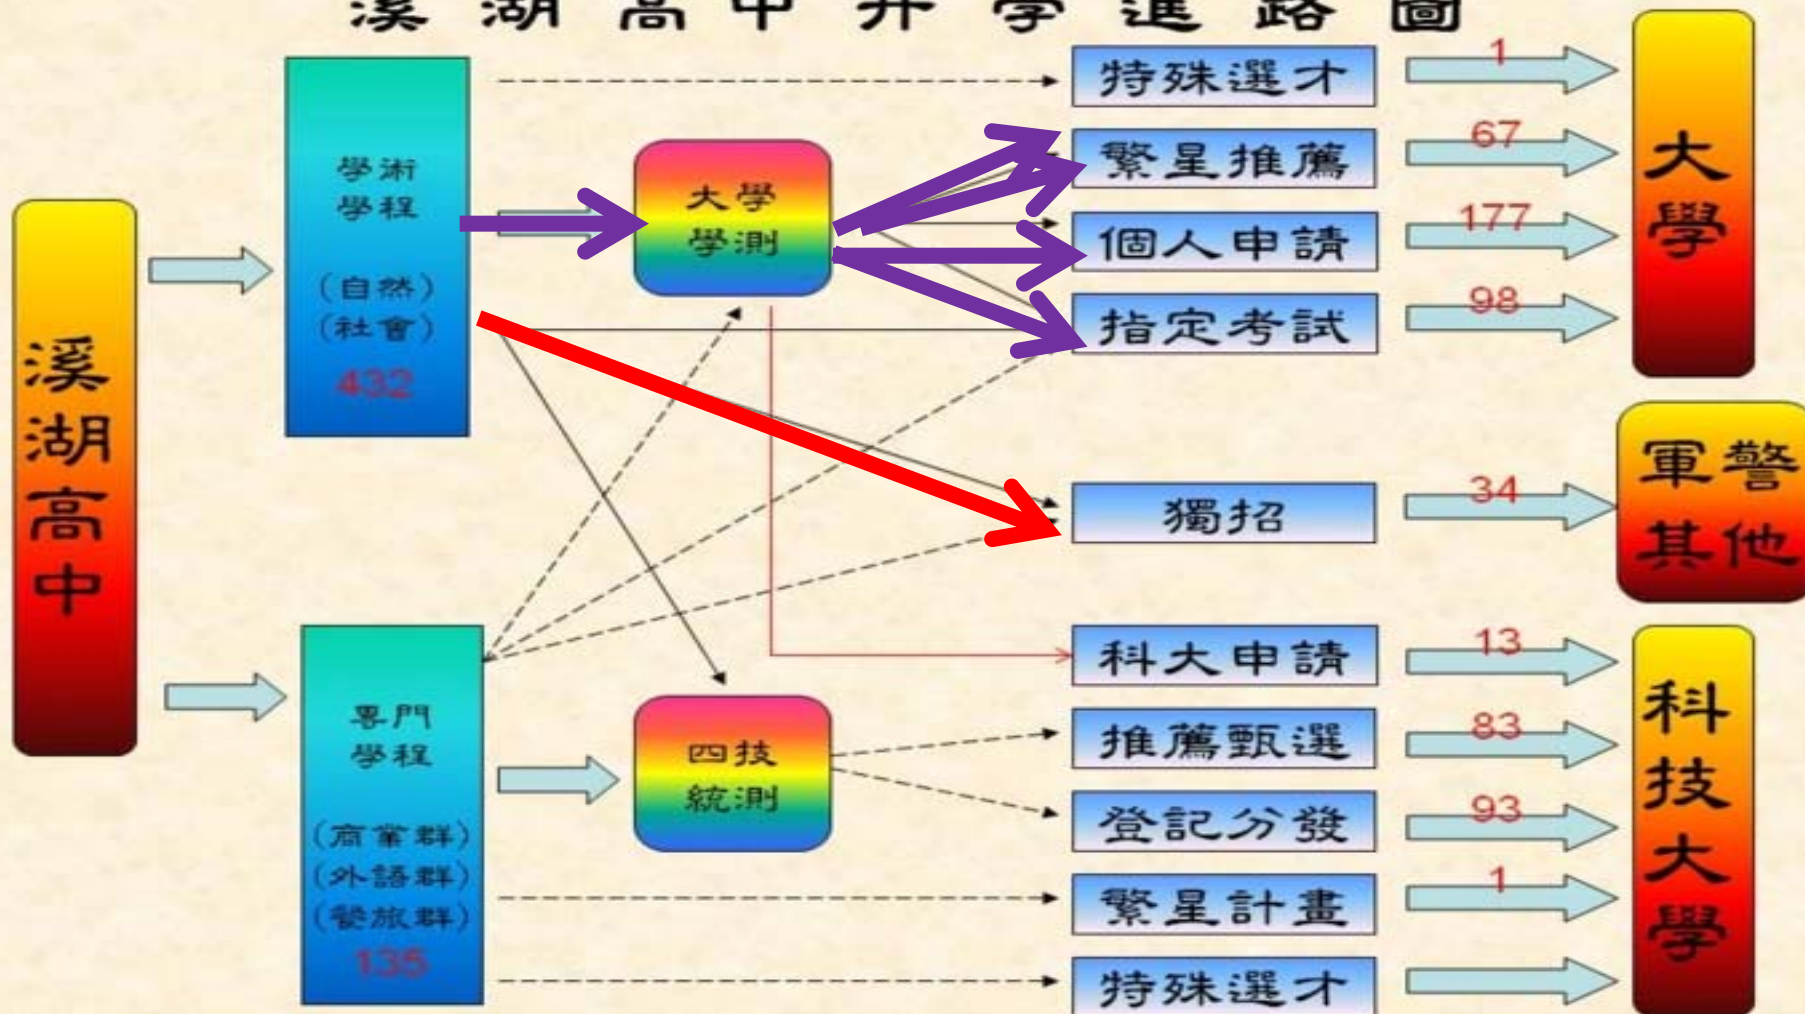 溪湖高中升學進路圖
溪湖高中
學術
學程
(自然)
(社會)
432
專門
學程
(商業群)
(外語群)
(餐旅群)
135
大學
學測
四技
統測
特殊選才
1
繁星推薦
67
個人申請
177
指定考試
98
獨招
34
科大申請
13
推薦甄選
83
登記分發
93
繁星計畫
1
特殊選才
大學
軍警
其他
科技大學